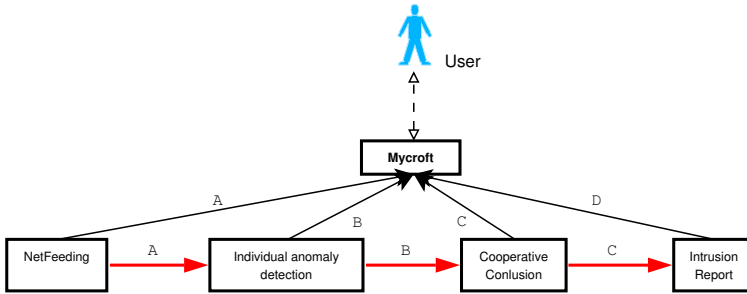 User
Mycroft
A
B
C
D
NetFeeding
A
Individual anomaly
detection
B
Cooperative
Conlusion
C
Intrusion
Report